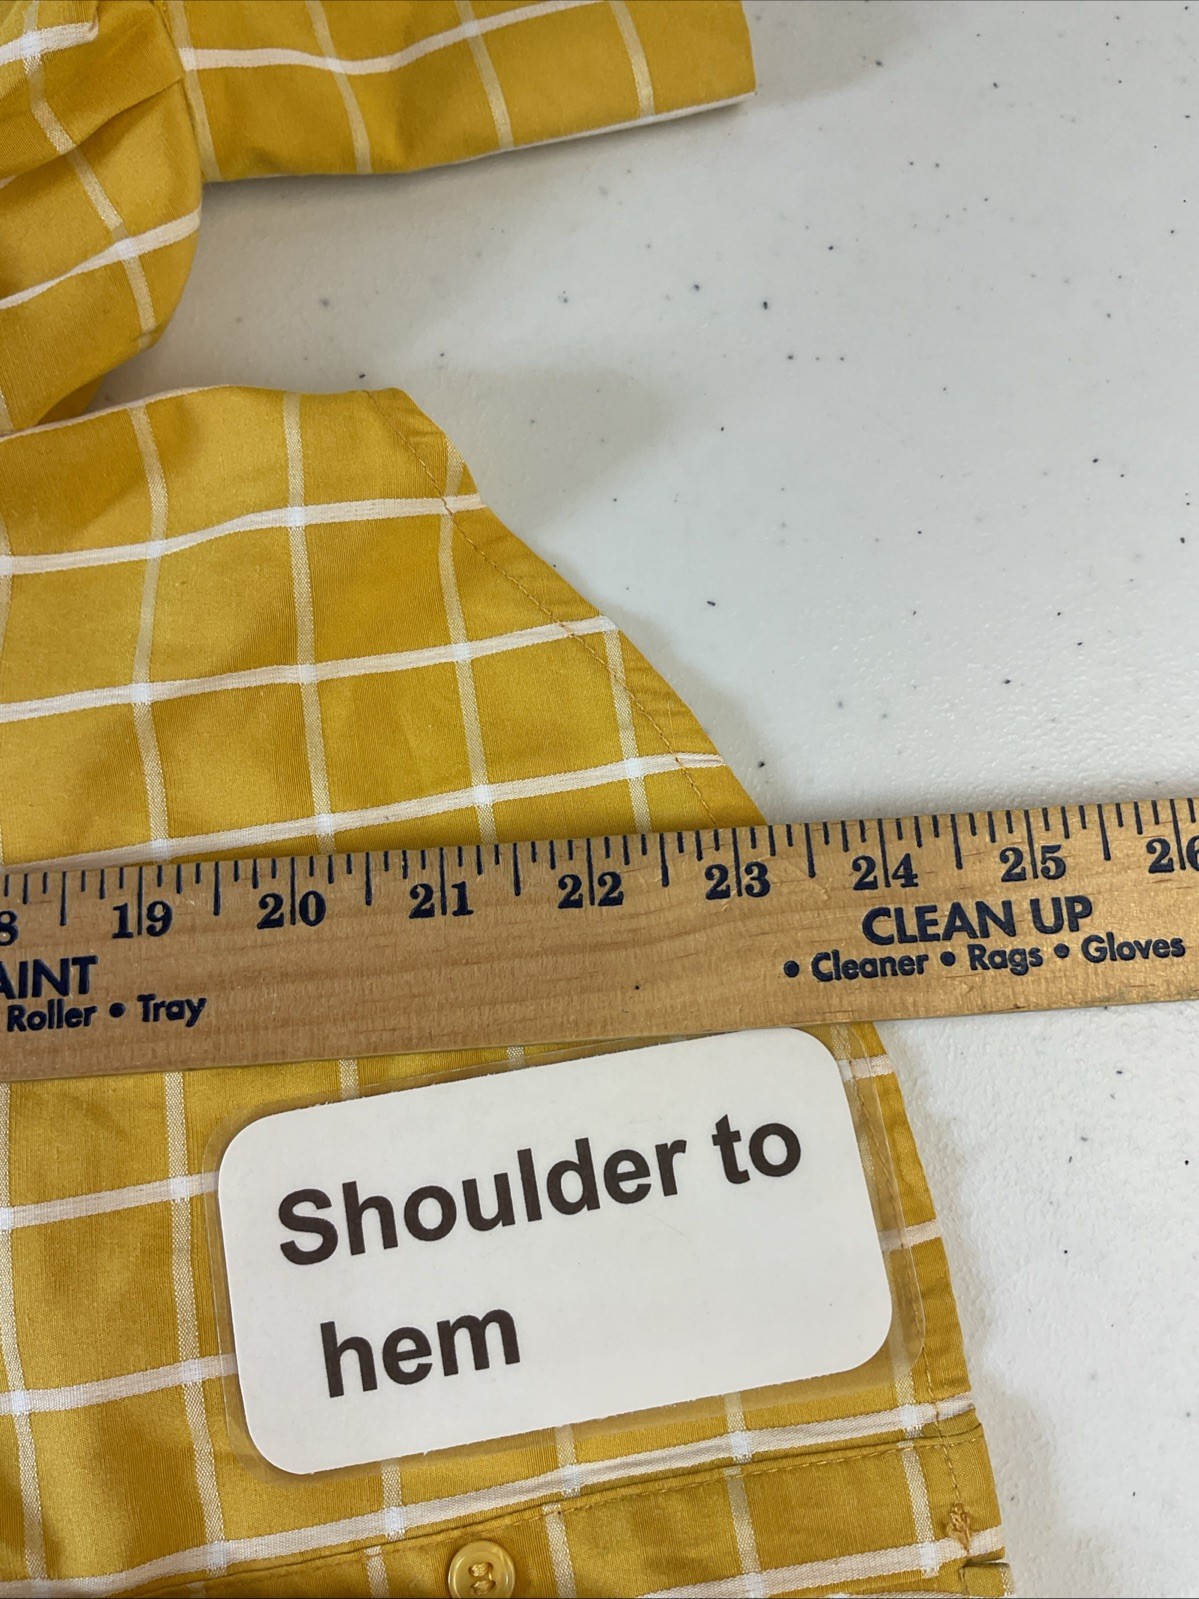 8 19 20 21 22 23 24 25 26
AINT
Roller • Tray
CLEAN UP
• Cleaner • Rags • Gloves
Shoulder to
hem